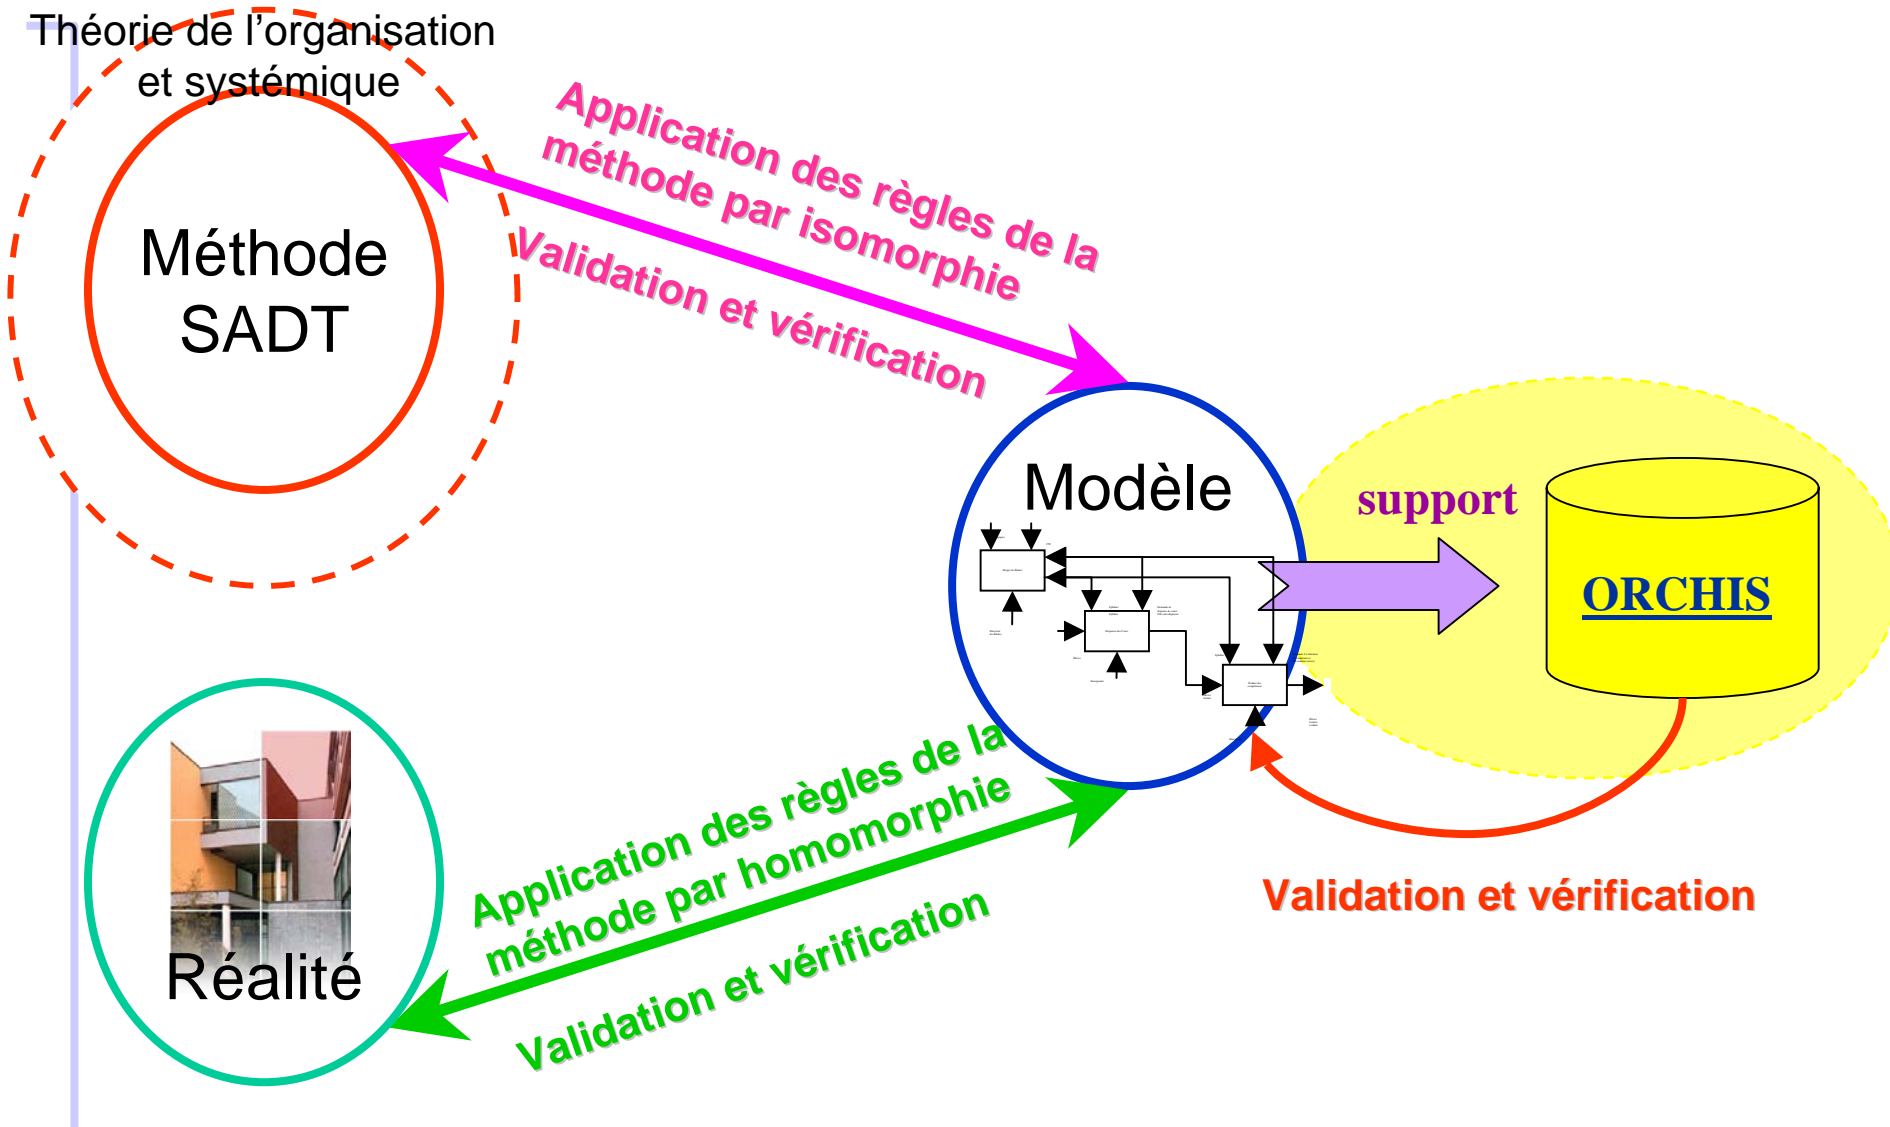 Théorie de l'organisation
et systémique
Méthode
SADT
Application des règles de la
méthode par isomorphie
Validation et vérification
Modèle
support
ORCHIS
Réalité
Application des règles de la
méthode par homomorphie
Validation et vérification
Validation et vérification